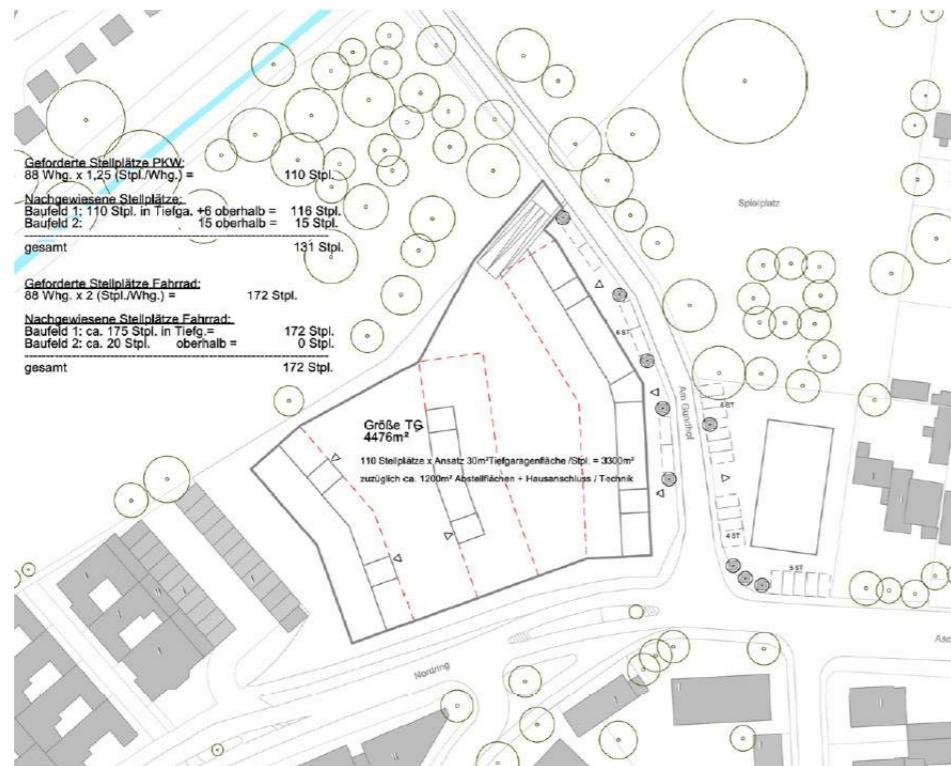 Geforderte Stellplätze PKW:
88 Whg. x 1,25 (Stpl./Whg.) = 110 Stpl.
Nachgewiesene Stellplätze:
Baufeld 1: 110 Stpl. in Tiefga. +6 oberhalb = 116 Stpl.
Baufeld 2: 15 oberhalb = 15 Stpl.
gesamt 131 Stpl.
Geforderte Stellplätze Fahrrad:
88 Whg. x 2 (Stpl./Whg.) = 172 Stpl.
Nachgewiesene Stellplätze Fahrrad:
Baufeld 1: ca. 175 Stpl. in Tiefg.= 172 Stpl.
Baufeld 2: ca. 20 Stpl. oberhalb = 0 Stpl.
gesamt 172 Stpl.
Spielplatz
6 ST
Am Gundhof
6 ST
Größe TG
4476m²
110 Stellplätze x Ansatz 30m²Tiefgaragenfläche /Stpl. = 3300m²
zuzüglich ca. 1200m² Abstellflächen + Hausanschluss / Technik
4 ST
5 ST
Nordring
Asc